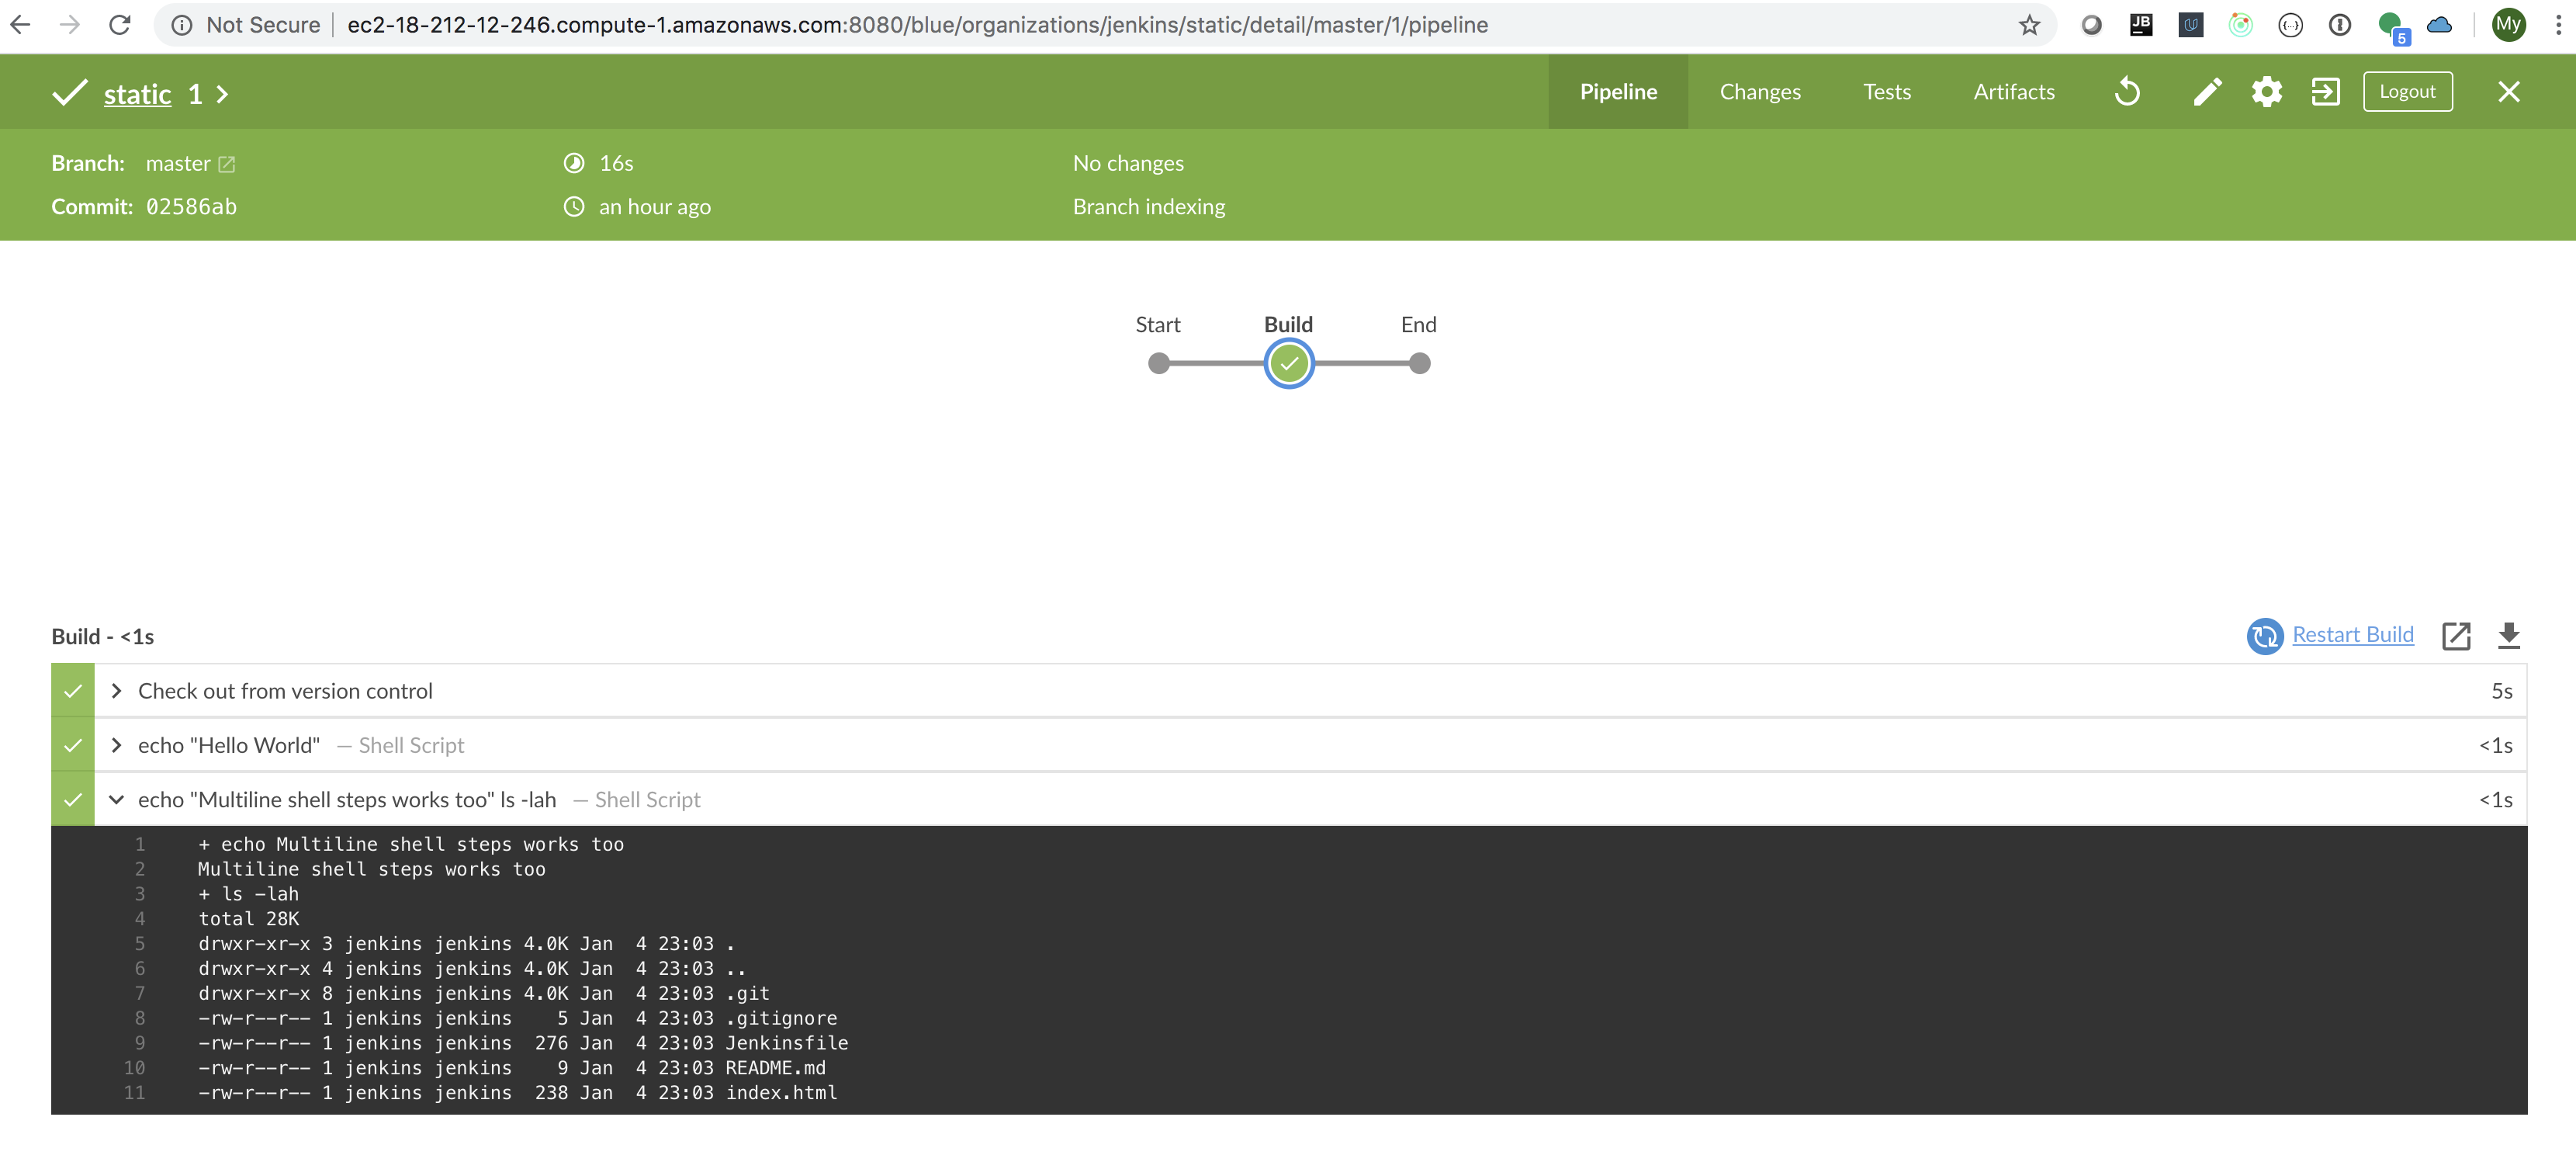 Not Secure ec2-18-212-12-246.compute-1.amazonaws.com:8080/blue/organizations/jenkins/static/detail/master/1/pipeline JB 5 My
static 1 Pipeline Changes Tests Artifacts Logout
Branch: master 16s No changes
Commit: 02586ab an hour ago Branch indexing
Start Build End
Build - <1s Restart Build
Check out from version control 5s
echo "Hello World" — Shell Script <1s
echo "Multiline shell steps works too" ls -lah — Shell Script <1s
1 + echo Multiline shell steps works too
2 Multiline shell steps works too
3 + ls -lah
4 total 28K
5 drwxr-xr-x 3 jenkins jenkins 4.0K Jan  4 23:03 .
6 drwxr-xr-x 4 jenkins jenkins 4.0K Jan  4 23:03 ..
7 drwxr-xr-x 8 jenkins jenkins 4.0K Jan  4 23:03 .git
8 -rw-r--r-- 1 jenkins jenkins    5 Jan  4 23:03 .gitignore
9 -rw-r--r-- 1 jenkins jenkins  276 Jan  4 23:03 Jenkinsfile
10 -rw-r--r-- 1 jenkins jenkins    9 Jan  4 23:03 README.md
11 -rw-r--r-- 1 jenkins jenkins  238 Jan  4 23:03 index.html